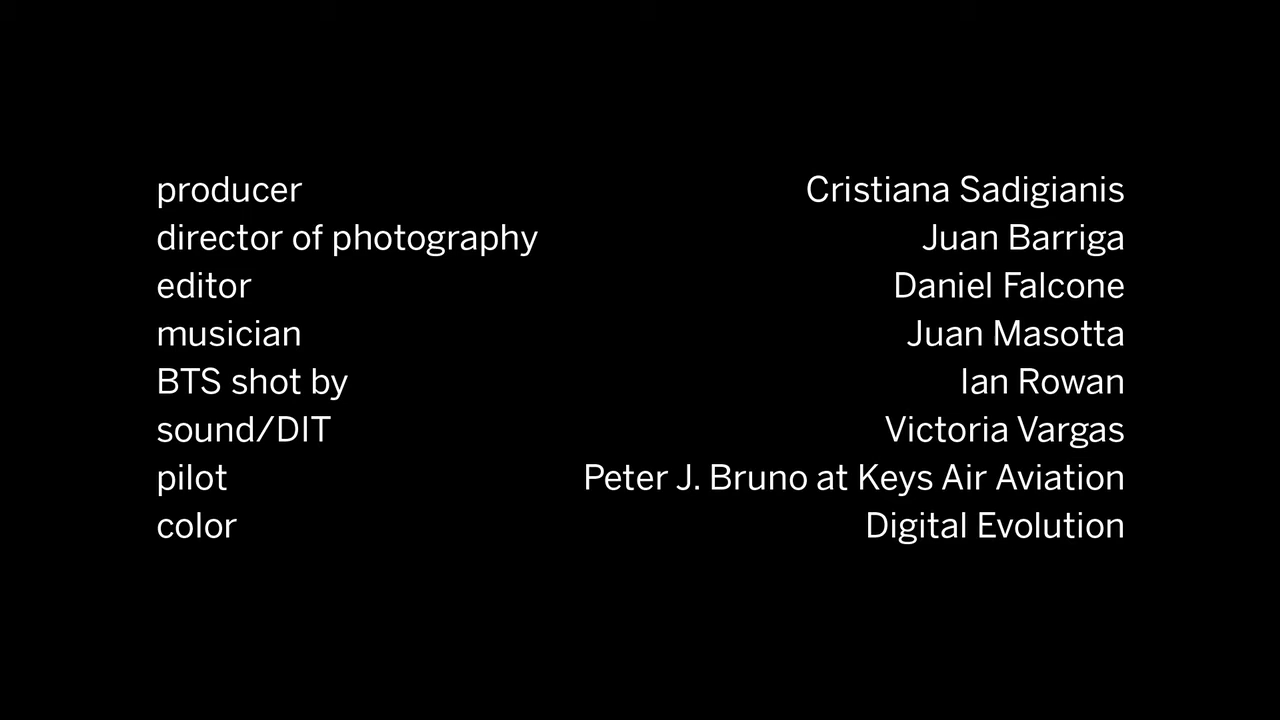 producer Cristiana Sadigianis
director of photography Juan Barriga
editor Daniel Falcone
musician Juan Masotta
BTS shot by Ian Rowan
sound/DIT Victoria Vargas
pilot Peter J. Bruno at Keys Air Aviation
color Digital Evolution